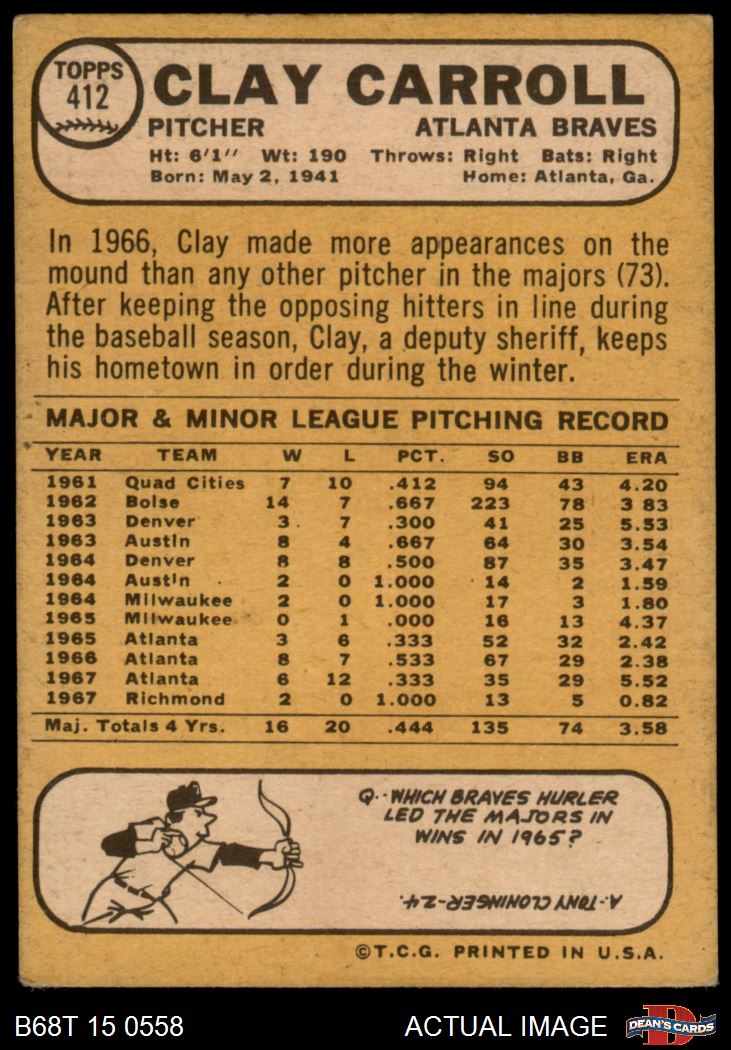 TOPPS
412
CLAY CARROLL
PITCHER ATLANTA BRAVES
Ht: 6'1" Wt: 190 Throws: Right Bats: Right
Born: May 2, 1941 Home: Atlanta, Ga.
In 1966, Clay made more appearances on the
mound than any other pitcher in the majors (73).
After keeping the opposing hitters in line during
the baseball season, Clay, a deputy sheriff, keeps
his hometown in order during the winter.
MAJOR & MINOR LEAGUE PITCHING RECORD
YEAR TEAM W L PCT. SO BB ERA
1961 Quad Cities 7 10 .412 94 43 4.20
1962 Boise 14 7 .667 223 78 3 83
1963 Denver 3 7 .300 41 25 5.53
1963 Austin 8 4 .667 64 30 3.54
1964 Denver 8 8 .500 87 35 3.47
1964 Austin 2 0 1.000 14 2 1.59
1964 Milwaukee 2 0 1.000 17 3 1.80
1965 Milwaukee 0 1 .000 16 13 4.37
1965 Atlanta 3 6 .333 52 32 2.42
1966 Atlanta 8 7 .533 67 29 2.38
1967 Atlanta 6 12 .333 35 29 5.52
1967 Richmond 2 0 1.000 13 5 0.82
Maj. Totals 4 Yrs. 16 20 .444 135 74 3.58
Q-- WHICH BRAVES HURLER
LED THE MAJORS IN
WINS IN 1965?
A.-TONY CLONINGER-24.
©T.C.G. PRINTED IN U.S.A.
B68T 15 0558 ACTUAL IMAGE
D
DEAN'S CARDS